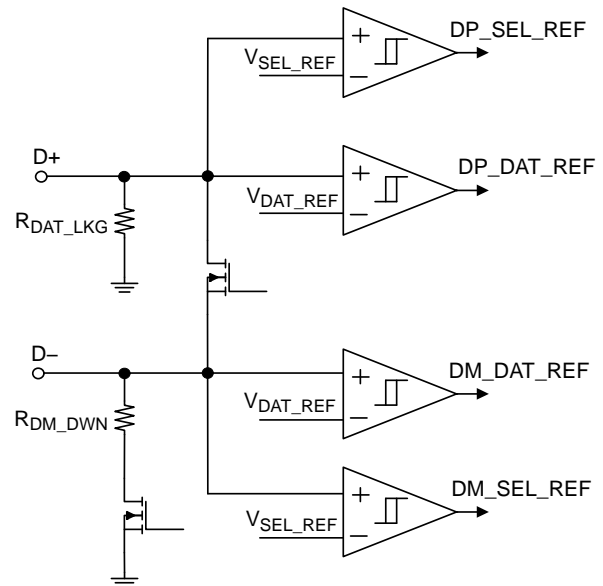 DP_SEL_REF
+
VSEL_REF
−
D+
DP_DAT_REF
+
VDAT_REF
−
RDAT_LKG
D−
DM_DAT_REF
+
VDAT_REF
−
RDM_DWN
DM_SEL_REF
+
VSEL_REF
−